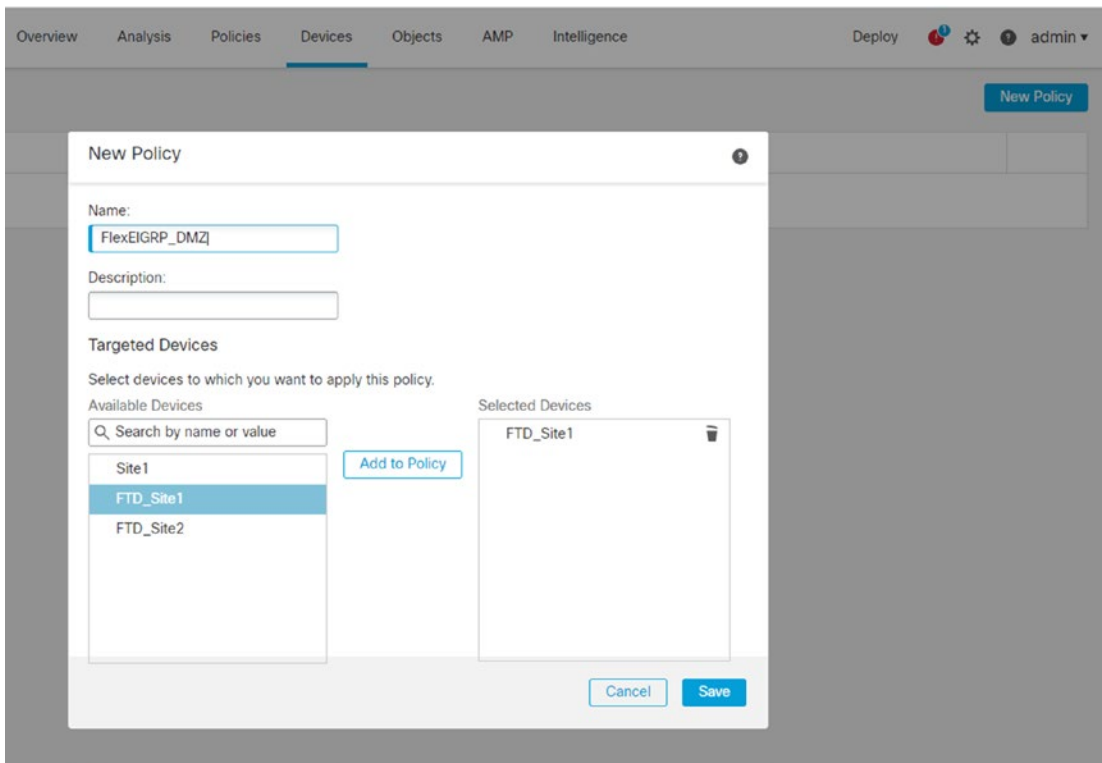 Overview Analysis Policies Devices Objects AMP Intelligence Deploy 1 admin
New Policy
New Policy
Name:
FlexEIGRP_DMZ
Description:
Targeted Devices
Select devices to which you want to apply this policy.
Available Devices Selected Devices
Search by name or value FTD_Site1
Add to Policy
Site1
FTD_Site1
FTD_Site2
Cancel Save